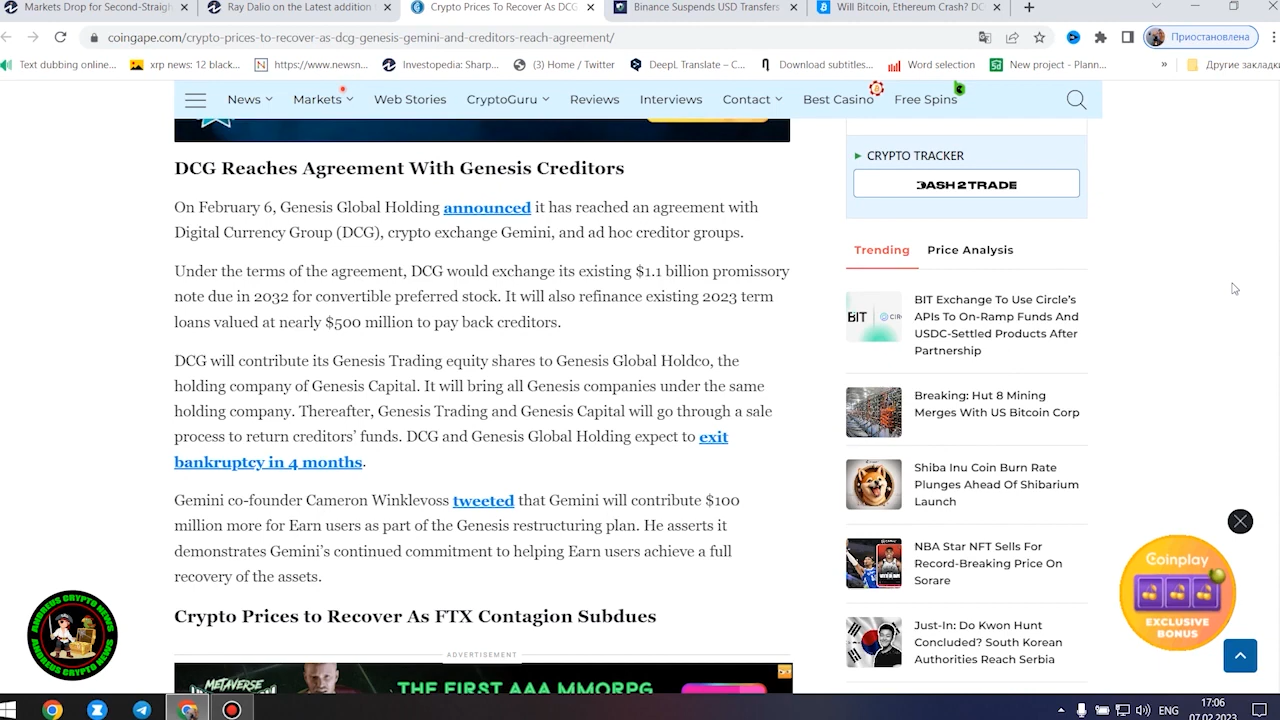 Markets Drop for Second-Straigh
Ray Dalio on the Latest addition
Crypto Prices To Recover As DCG
Binance Suspends USD Transfers
Will Bitcoin, Ethereum Crash? DC
coingape.com/crypto-prices-to-recover-as-dcg-genesis-gemini-and-creditors-reach-agreement/
Приостановлена
Text dubbing online...
xrp news: 12 black...
https://www.newsn...
Investopedia: Sharp...
(3) Home / Twitter
DeepL Translate – C...
Download subtitles...
Word selection
New project - Plann...
»
Другие закладки
News
Markets
Web Stories
CryptoGuru
Reviews
Interviews
Contact
Best Casino
Free Spins
DCG Reaches Agreement With Genesis Creditors
On February 6, Genesis Global Holding announced it has reached an agreement with
Digital Currency Group (DCG), crypto exchange Gemini, and ad hoc creditor groups.
Under the terms of the agreement, DCG would exchange its existing $1.1 billion promissory
note due in 2032 for convertible preferred stock. It will also refinance existing 2023 term
loans valued at nearly $500 million to pay back creditors.
DCG will contribute its Genesis Trading equity shares to Genesis Global Holdco, the
holding company of Genesis Capital. It will bring all Genesis companies under the same
holding company. Thereafter, Genesis Trading and Genesis Capital will go through a sale
process to return creditors' funds. DCG and Genesis Global Holding expect to exit
bankruptcy in 4 months.
Gemini co-founder Cameron Winklevoss tweeted that Gemini will contribute $100
million more for Earn users as part of the Genesis restructuring plan. He asserts it
demonstrates Gemini's continued commitment to helping Earn users achieve a full
recovery of the assets.
Crypto Prices to Recover As FTX Contagion Subdues
ADVERTISEMENT
METAVERSE
THE FIRST AAA MMORPG
CRYPTO TRACKER
DASH 2 TRADE
Trending
Price Analysis
BIT Exchange To Use Circle's
APIs To On-Ramp Funds And
USDC-Settled Products After
Partnership
Breaking: Hut 8 Mining
Merges With US Bitcoin Corp
Shiba Inu Coin Burn Rate
Plunges Ahead Of Shibarium
Launch
NBA Star NFT Sells For
Record-Breaking Price On
Sorare
Just-In: Do Kwon Hunt
Concluded? South Korean
Authorities Reach Serbia
Coinplay
EXCLUSIVE
BONUS
ANDREUS CRYPTO NEWS
ANDREUS CRYPTO NEWS
ENG
17:06
07.02.2023